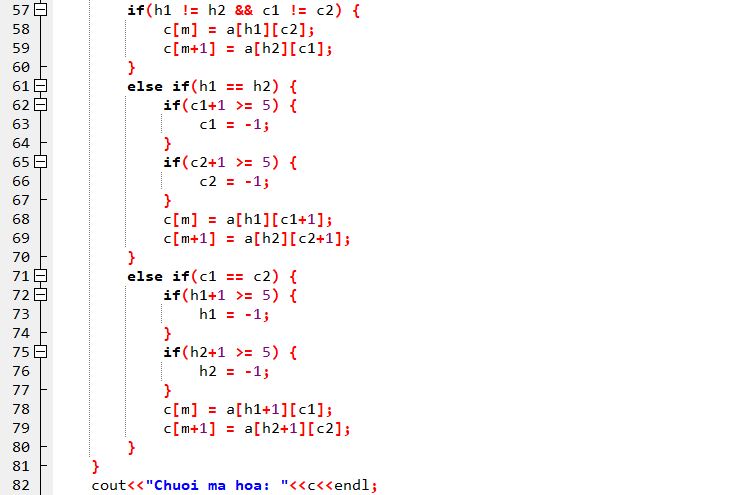 57 if(h1 != h2 && c1 != c2) {
58 c[m] = a[h1][c2];
59 c[m+1] = a[h2][c1];
60 }
61 else if(h1 == h2) {
62 if(c1+1 >= 5) {
63 c1 = -1;
64 }
65 if(c2+1 >= 5) {
66 c2 = -1;
67 }
68 c[m] = a[h1][c1+1];
69 c[m+1] = a[h2][c2+1];
70 }
71 else if(c1 == c2) {
72 if(h1+1 >= 5) {
73 h1 = -1;
74 }
75 if(h2+1 >= 5) {
76 h2 = -1;
77 }
78 c[m] = a[h1+1][c1];
79 c[m+1] = a[h2+1][c2];
80 }
81 }
82 cout<<"Chuoi ma hoa: "<<c<<endl;